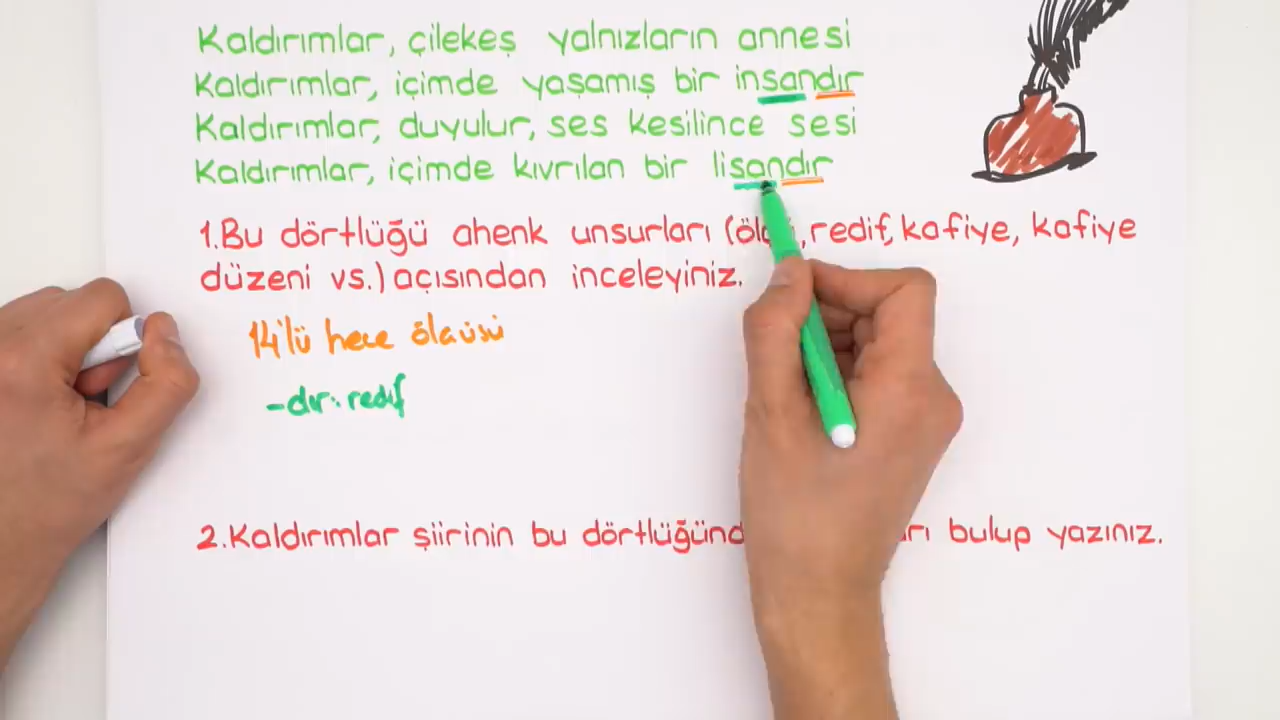 Kaldırımlar, çilekeş yalnızların annesi
Kaldırımlar, içimde yaşamış bir insandır
Kaldırımlar, duyulur, ses kesilince sesi
Kaldırımlar, içimde kıvrılan bir lisandır
1.Bu dörtlüğü ahenk unsurları redif, kafiye, kafiye
düzeni vs.) açısından inceleyiniz.
14'lü hece ölçüsü
-dır: redif
2.Kaldırımlar şiirinin bu bulup yazınız.